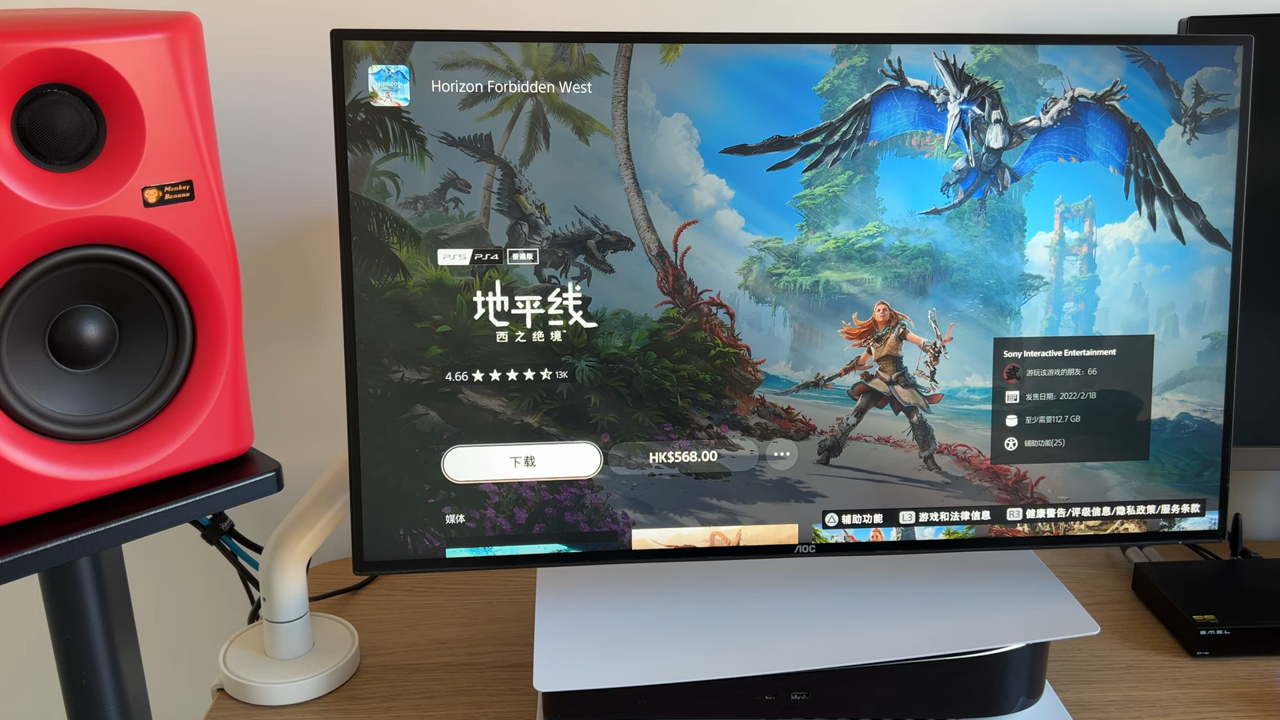 Horizon Forbidden West
Monkey
Banana
PS5 PS4 普通版
地平线
西之绝境™
4.66 13K
Sony Interactive Entertainment
游玩该游戏的朋友：66
发售日期：2022/2/18
至少需要112.7 GB
辅助功能(25)
下载
HK$568.00
•••
媒体
辅助功能 L3 游戏和法律信息 R3 健康警告/评级信息/隐私政策/服务条款
AOC
S.M.S.L